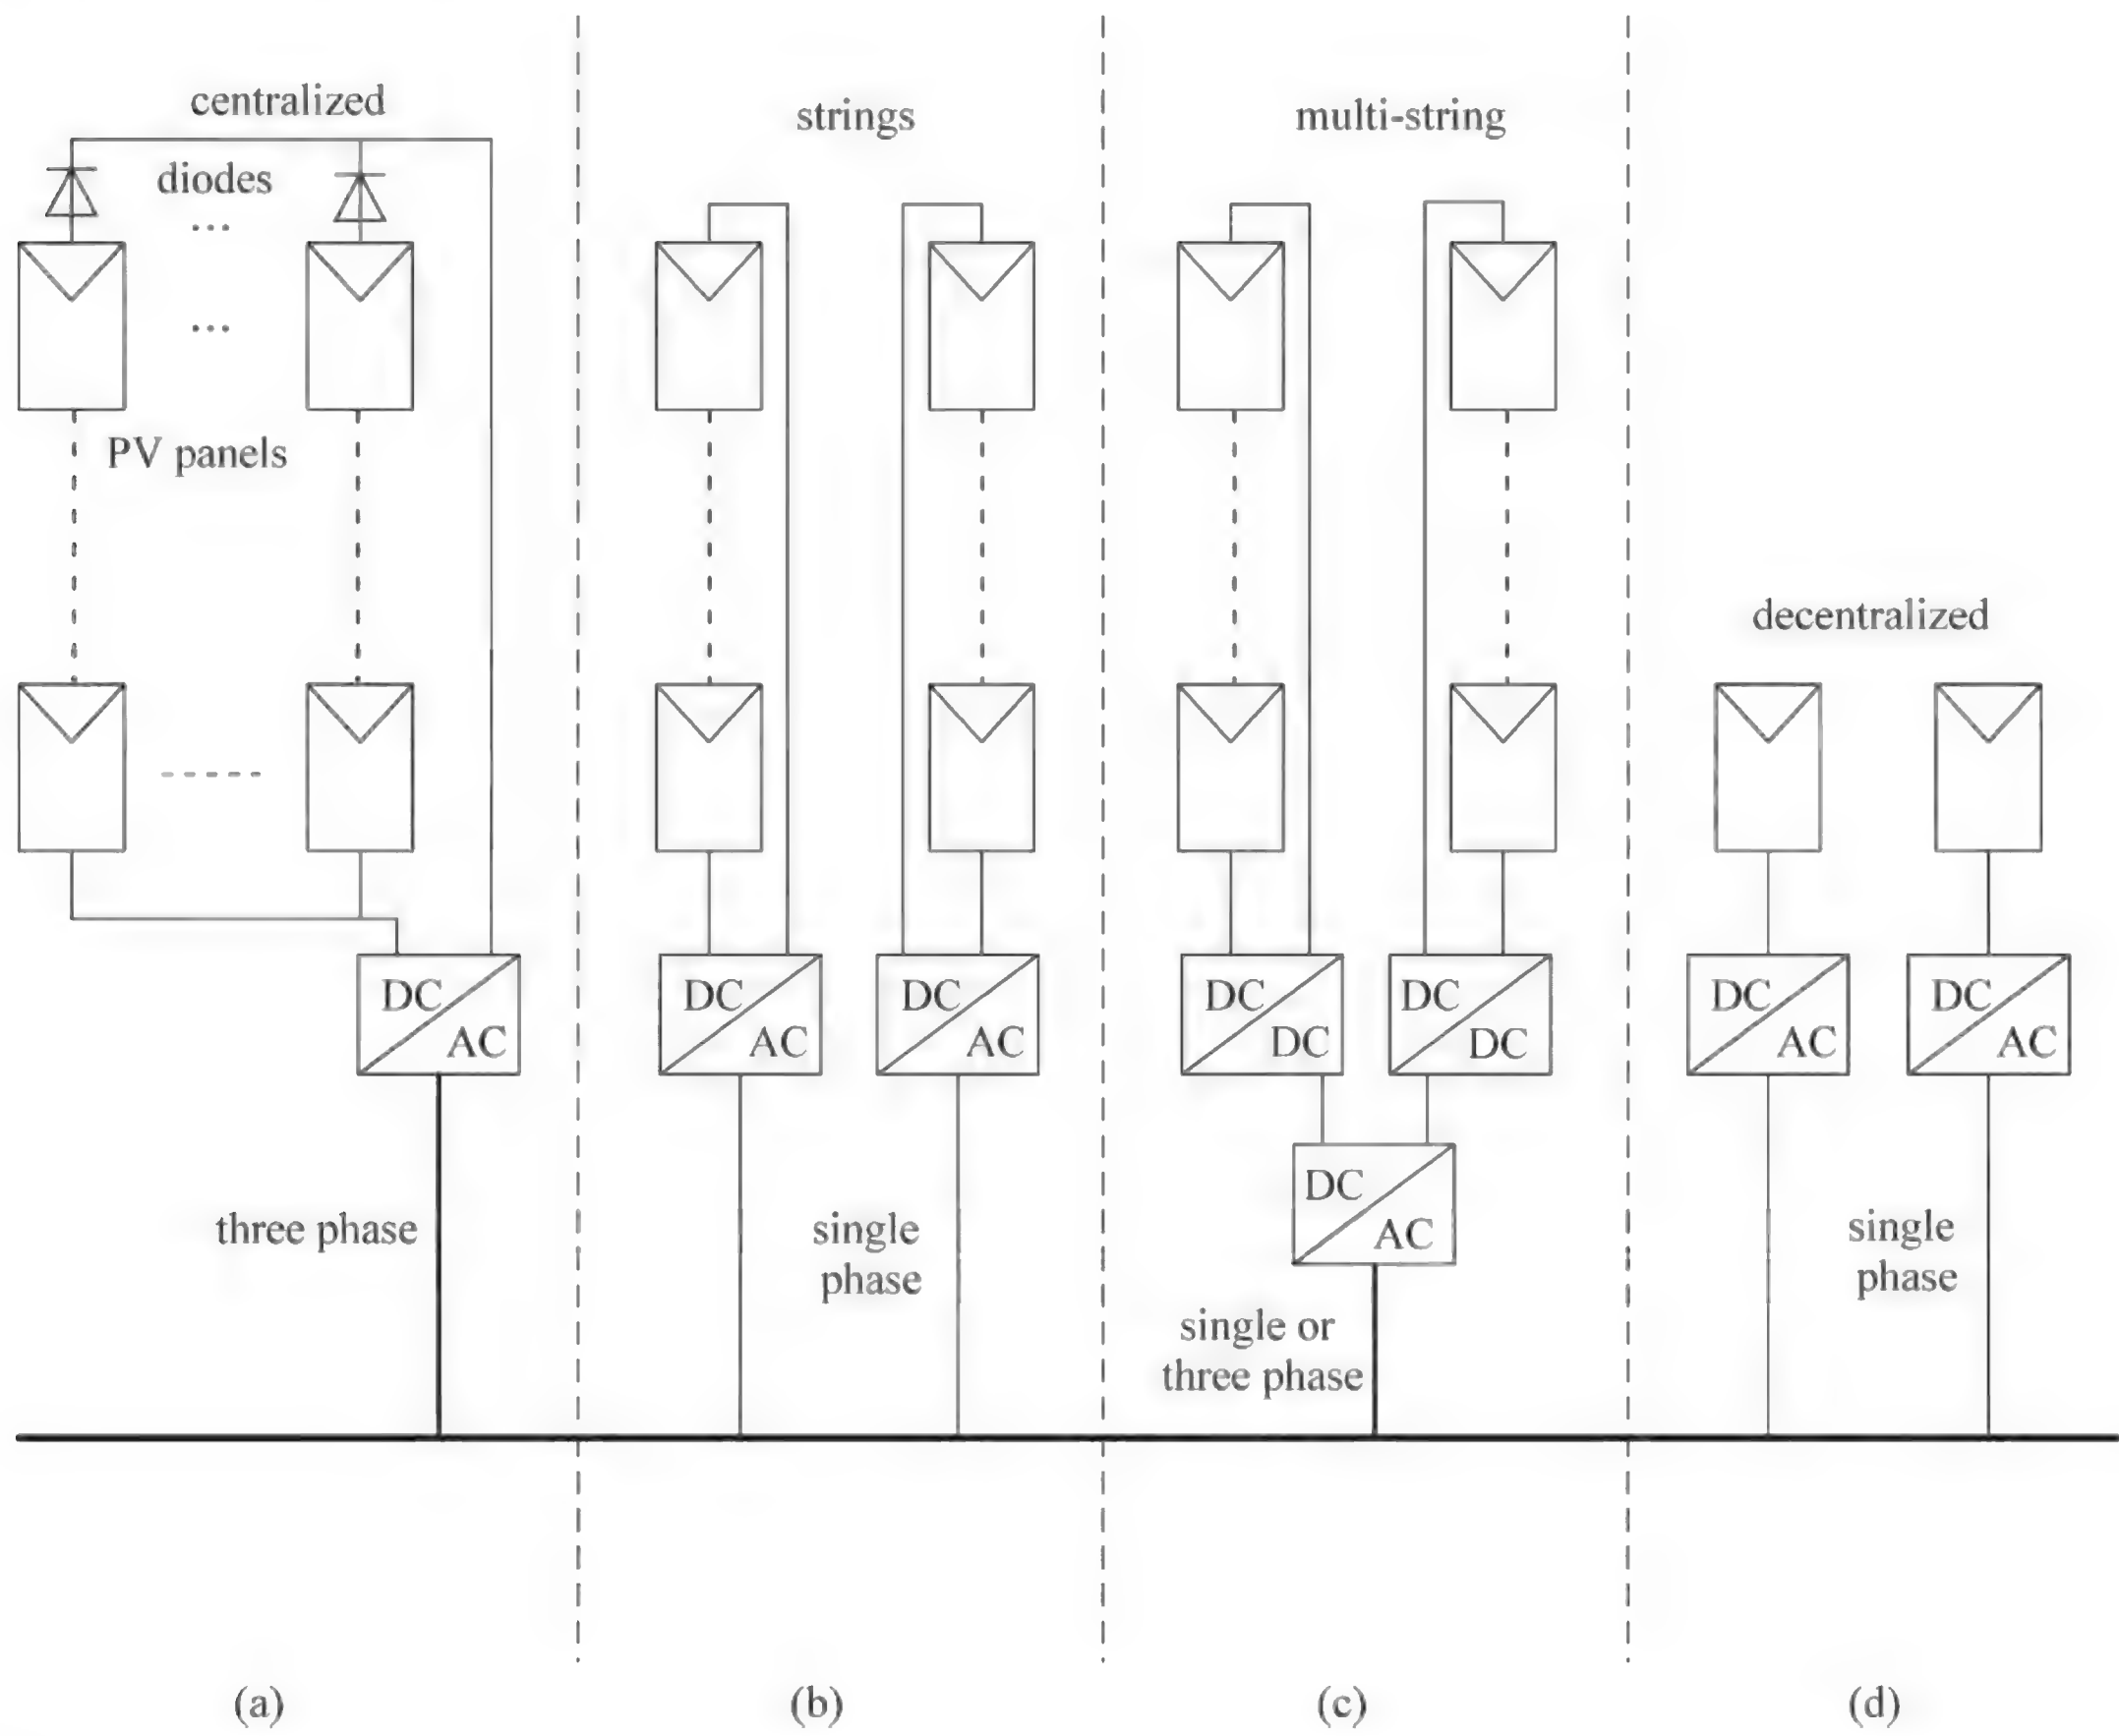 centralized
diodes
...
...
PV panels
DC
AC
three phase
(a)
strings
DC
AC
DC
AC
single
phase
(b)
multi-string
DC
DC
DC
DC
DC
AC
single or
three phase
(c)
decentralized
DC
AC
DC
AC
single
phase
(d)